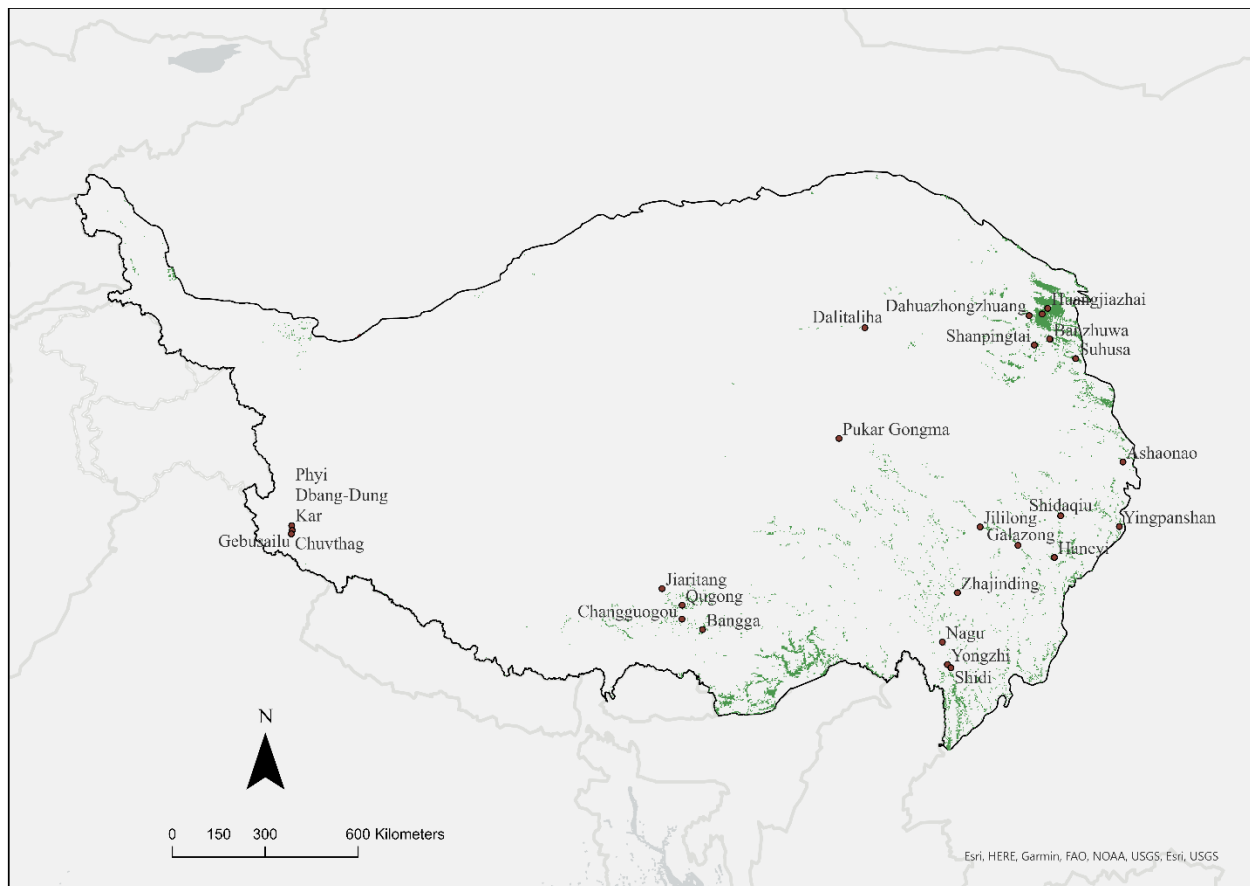 Huangjiazhai
Dahuazhongzhuang
Dalitaliha
Banzhuwa
Shanpingtai
Suhusa
Pukar Gongma
Ashaonao
Phyi
Dbang-Dung
Kar
Gebusailu
Chuvthag
Shidaqiu
Jililong
Yingpanshan
Galazong
Haneyi
Jiaritang
Zhajinding
Qugong
Changguogou
Bangga
Nagu
Yongzhi
Shidi
N
0 150 300 600 Kilometers
Esri, HERE, Garmin, FAO, NOAA, USGS, Esri, USGS